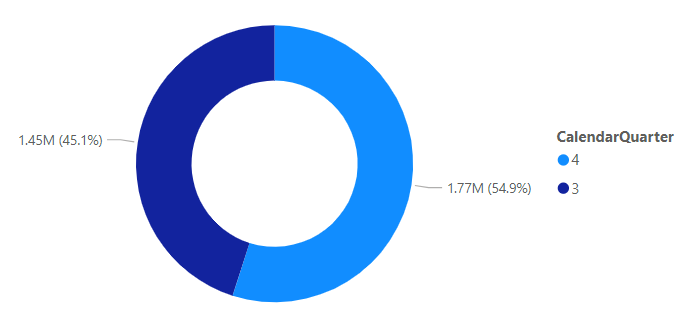 1.45M (45.1%)
1.77M (54.9%)
CalendarQuarter
4
3